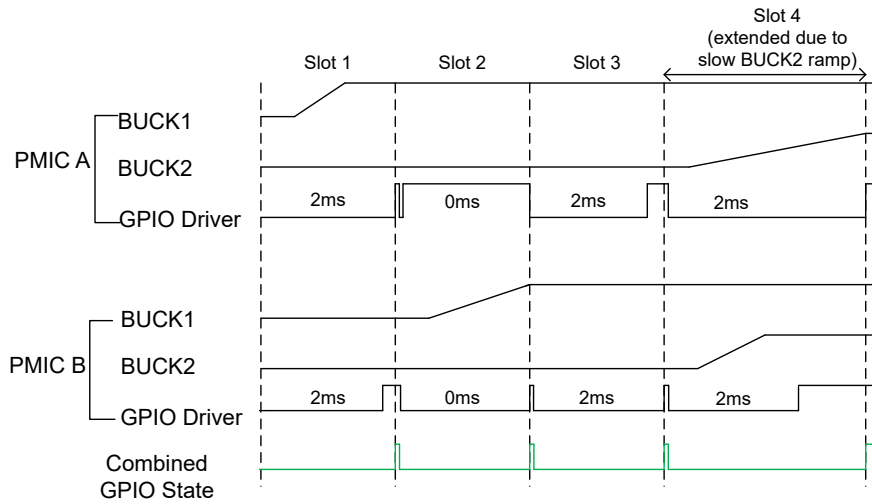 Slot 4
(extended due to
slow BUCK2 ramp)
Slot 1
Slot 2
Slot 3
PMIC A
BUCK1
BUCK2
GPIO Driver
2ms
0ms
2ms
2ms
PMIC B
BUCK1
BUCK2
GPIO Driver
2ms
0ms
2ms
2ms
Combined
GPIO State